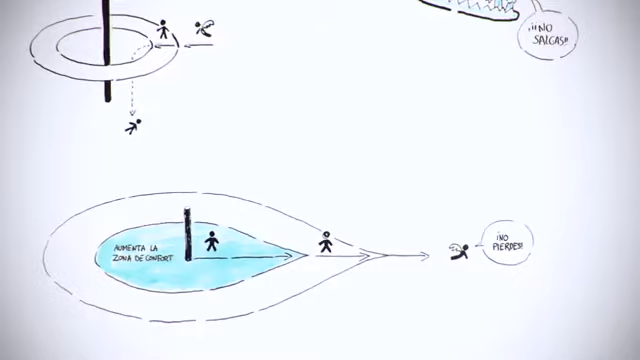 ¡¡NO
SALGAS!!
AUMENTA LA
ZONA DE CONFORT
¡NO
PIERDES!